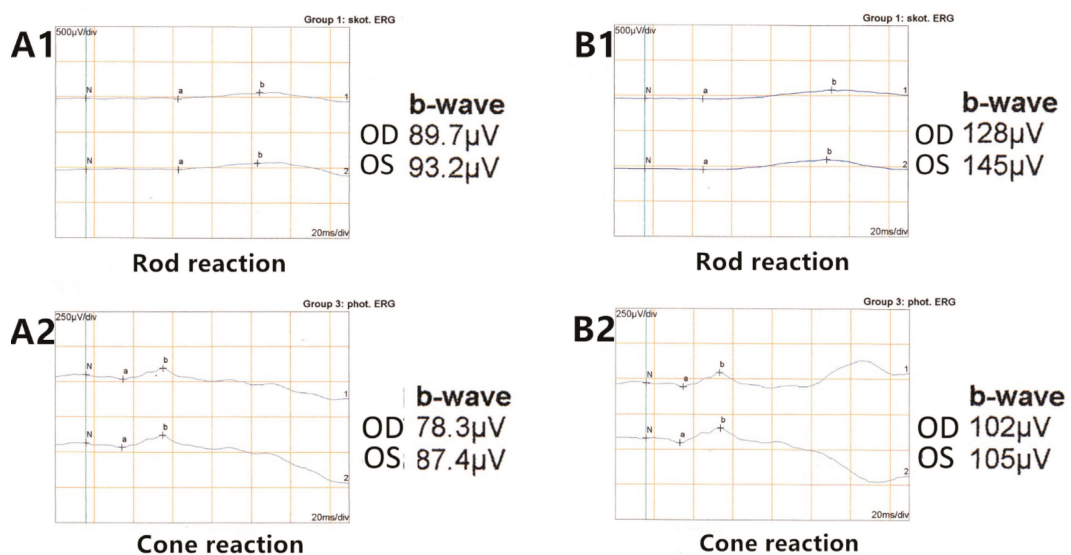 A1
Group 1: skot. ERG
500µV/div
N
a
b
1
N
a
b
2
20ms/div
b-wave
OD 89.7µV
OS 93.2µV
Rod reaction
B1
Group 1: skot. ERG
500µV/div
N
a
b
1
N
a
b
2
20ms/div
b-wave
OD 128µV
OS 145µV
Rod reaction
A2
Group 3: phot. ERG
250µV/div
N
a
b
1
N
a
b
2
20ms/div
b-wave
OD 78.3µV
OS 87.4µV
Cone reaction
B2
Group 3: phot. ERG
250µV/div
N
a
b
1
N
a
b
2
20ms/div
b-wave
OD 102µV
OS 105µV
Cone reaction